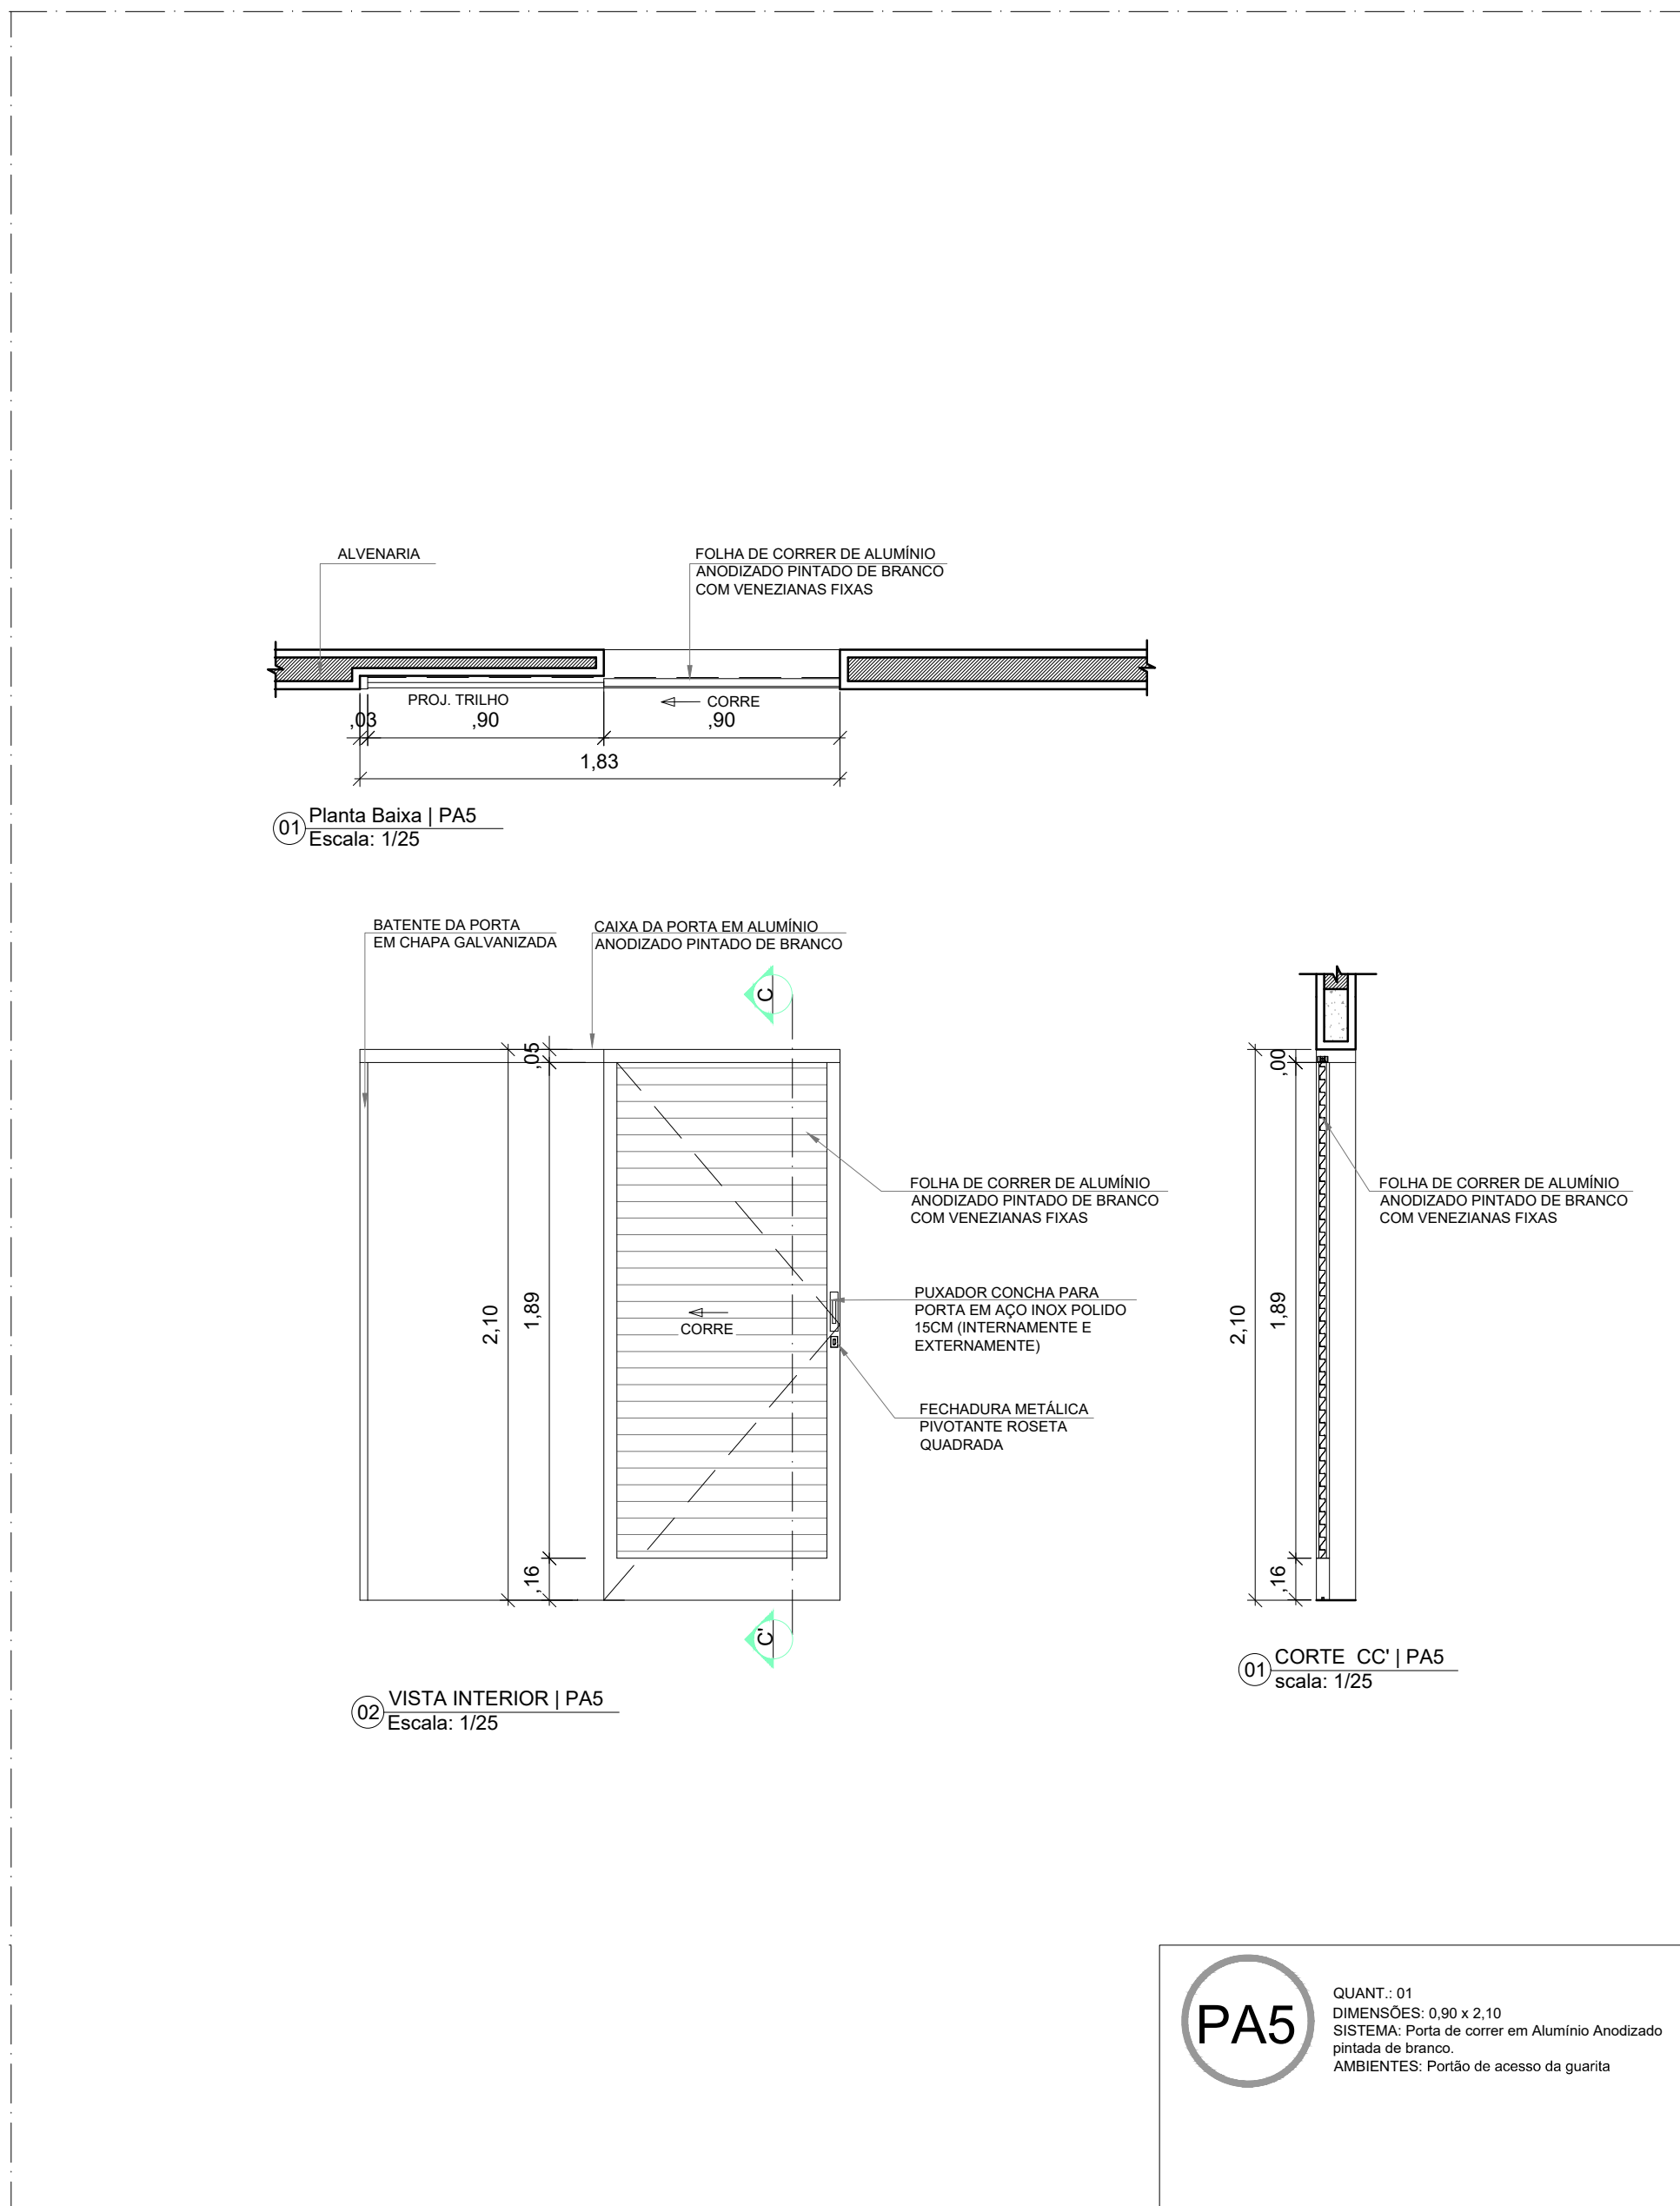 ALVENARIA
FOLHA DE CORRER DE ALUMÍNIO
ANODIZADO PINTADO DE BRANCO
COM VENEZIANAS FIXAS
PROJ. TRILHO
CORRE
,03
,90
,90
1,83
01
Planta Baixa | PA5
Escala: 1/25
BATENTE DA PORTA
EM CHAPA GALVANIZADA
CAIXA DA PORTA EM ALUMÍNIO
ANODIZADO PINTADO DE BRANCO
C
,05
2,10
1,89
,16
CORRE
FOLHA DE CORRER DE ALUMÍNIO
ANODIZADO PINTADO DE BRANCO
COM VENEZIANAS FIXAS
PUXADOR CONCHA PARA
PORTA EM AÇO INOX POLIDO
15CM (INTERNAMENTE E
EXTERNAMENTE)
FECHADURA METÁLICA
PIVOTANTE ROSETA
QUADRADA
C'
02
VISTA INTERIOR | PA5
Escala: 1/25
,00
2,10
1,89
,16
FOLHA DE CORRER DE ALUMÍNIO
ANODIZADO PINTADO DE BRANCO
COM VENEZIANAS FIXAS
01
CORTE CC' | PA5
scala: 1/25
PA5
QUANT.: 01
DIMENSÕES: 0,90 x 2,10
SISTEMA: Porta de correr em Alumínio Anodizado
pintada de branco.
AMBIENTES: Portão de acesso da guarita